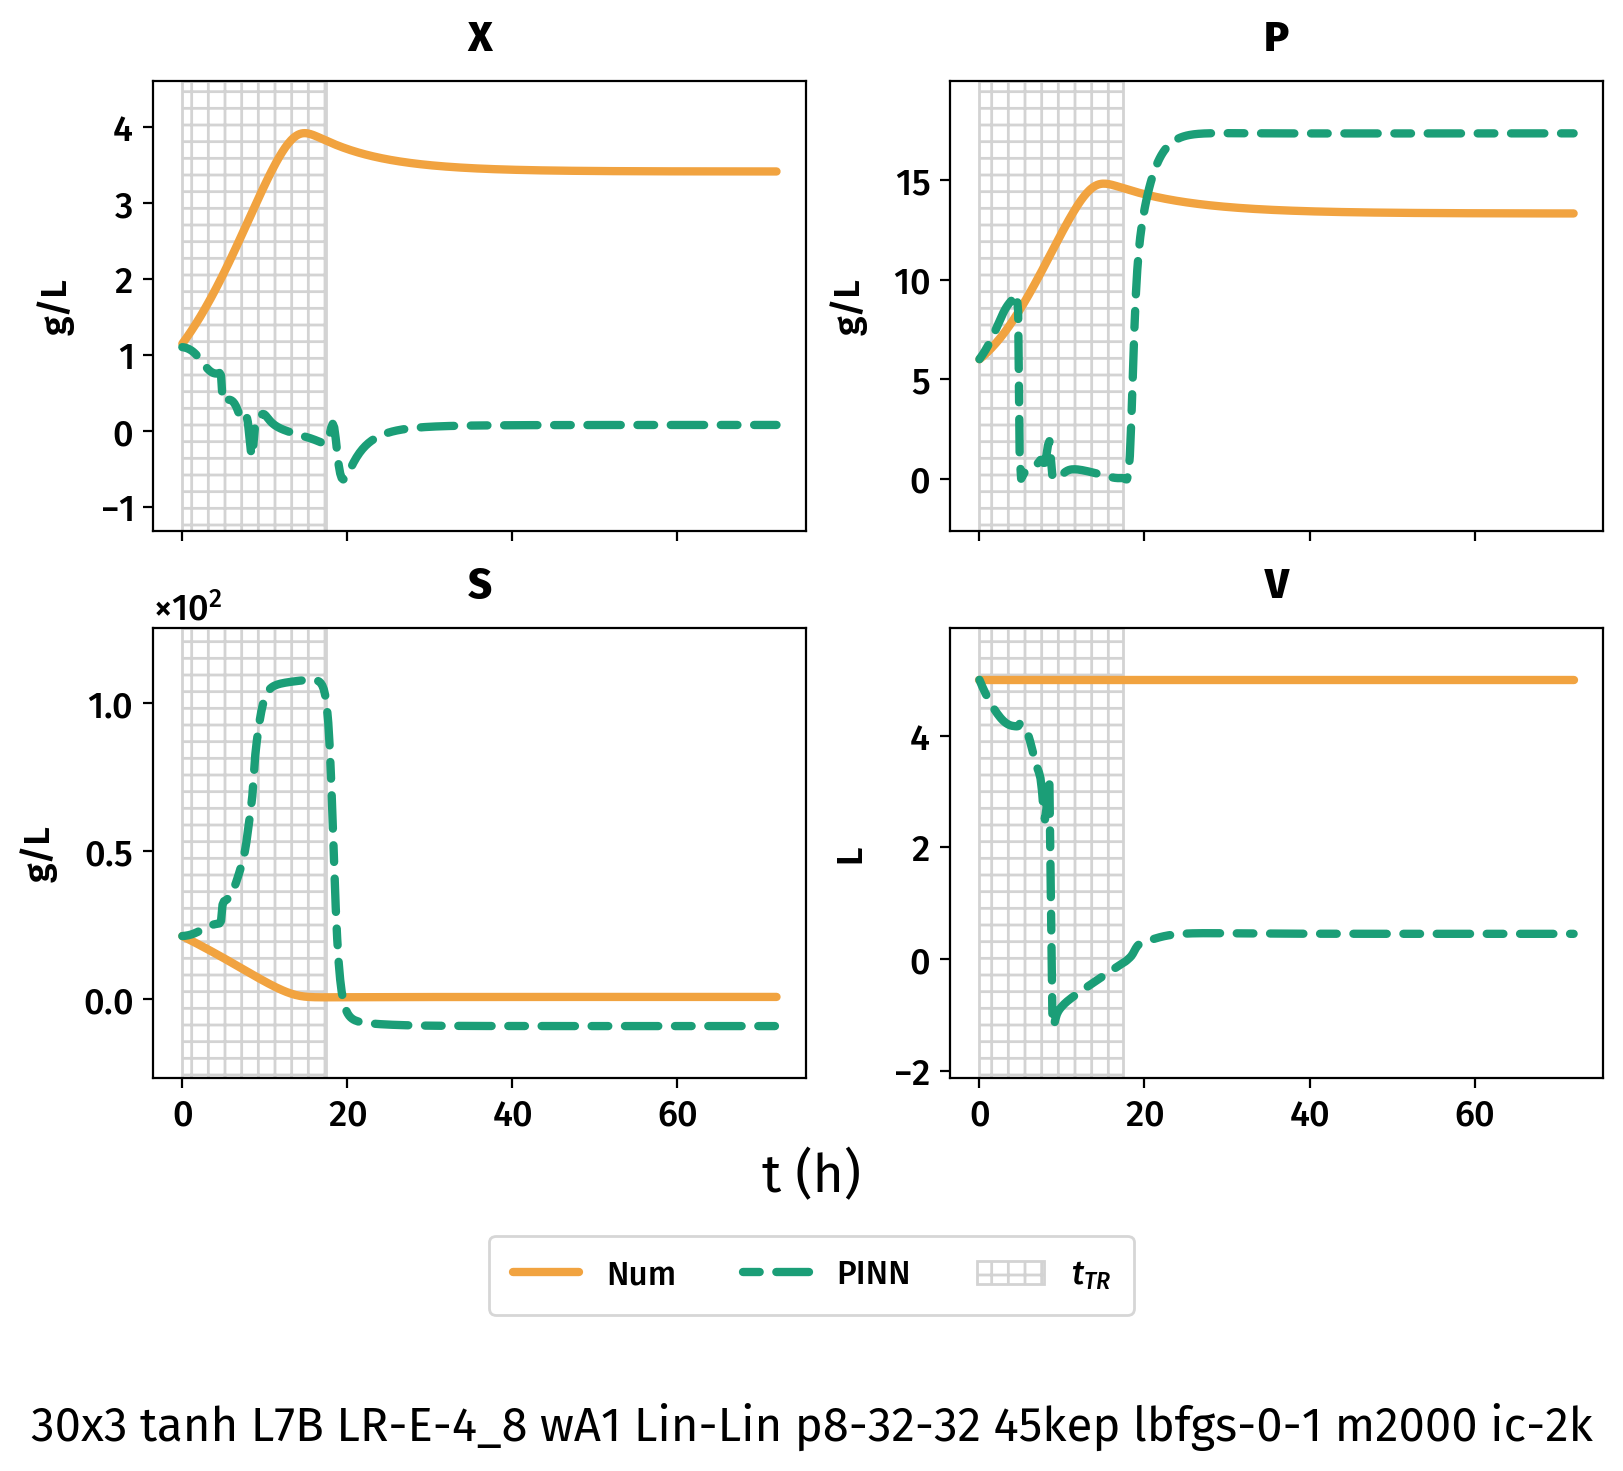 X
P
4
3
2
1
0
−1
g/L
15
10
5
0
g/L
S
V
×10²
1.0
0.5
0.0
g/L
4
2
0
−2
L
0 20 40 60
0 20 40 60
t (h)
Num PINN t_TR
30x3 tanh L7B LR-E-4_8 wA1 Lin-Lin p8-32-32 45kep lbfgs-0-1 m2000 ic-2k